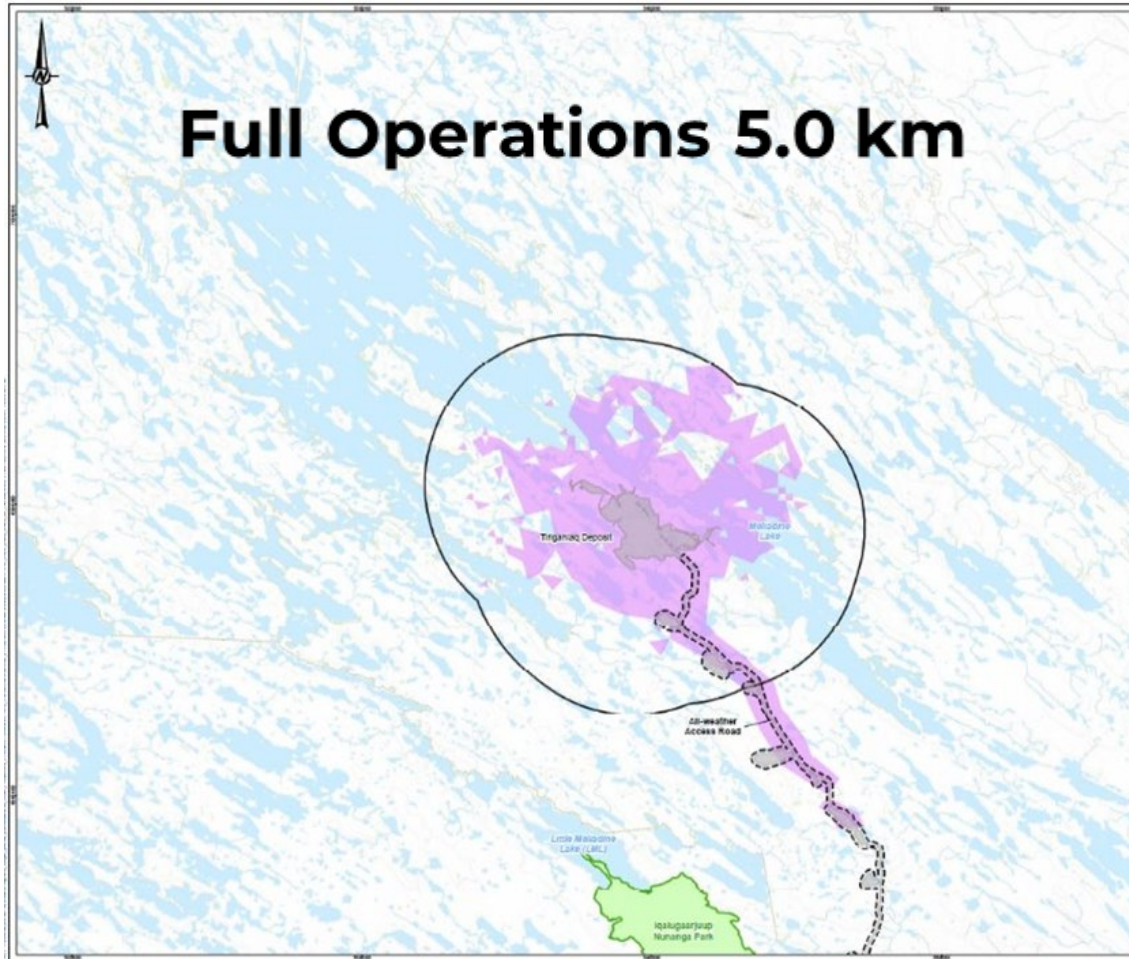 N
Full Operations 5.0 km
Tiriganiaq Deposit
Meliadine
Lake
All-weather
Access Road
Little Meliadine
Lake (LML)
Iqalugaarjuup
Nunanga Park